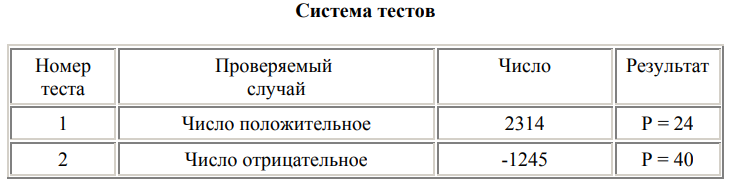 Система тестов
Номер теста Проверяемый случай Число Результат
1 Число положительное 2314 P = 24
2 Число отрицательное -1245 P = 40